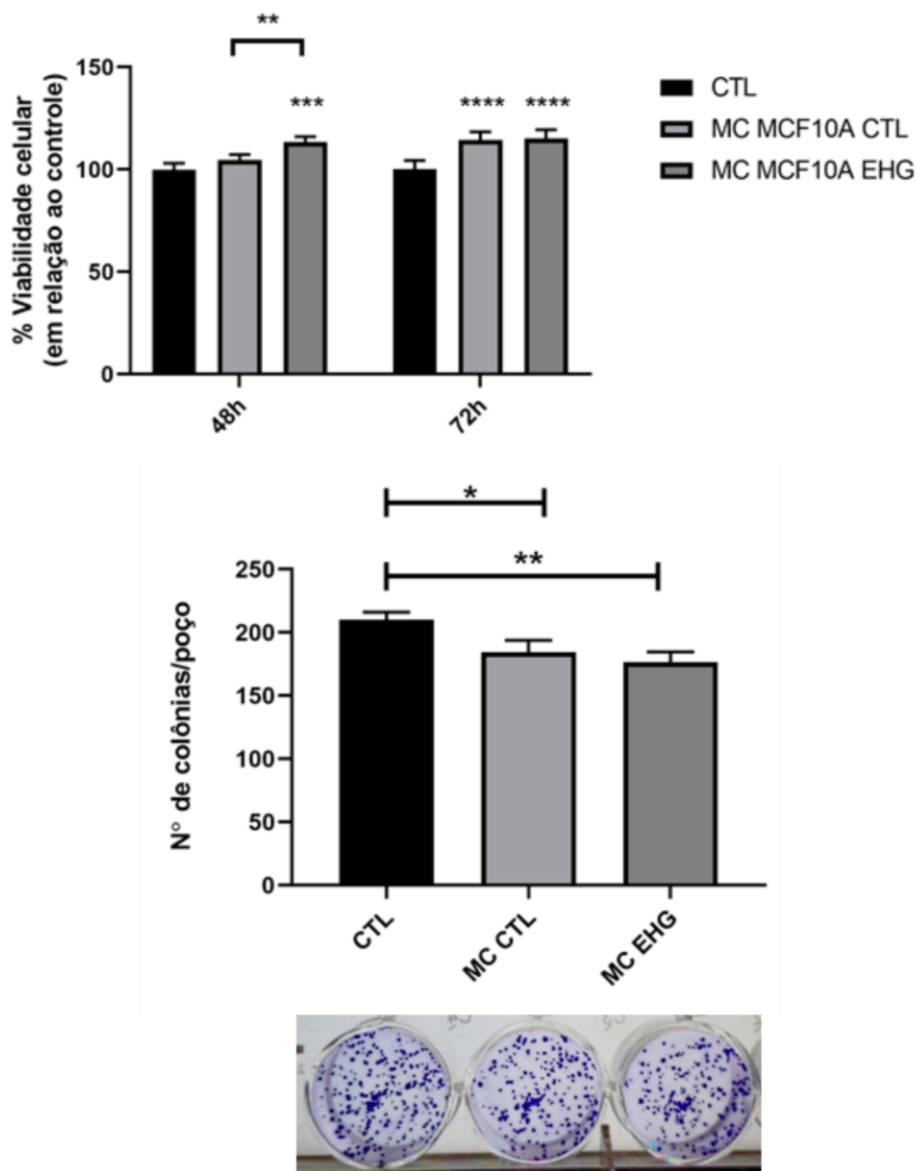 **
150
***
****
****
% Viabilidade celular
(em relação ao controle)
100
50
0
48h
72h
CTL
MC MCF10A CTL
MC MCF10A EHG
*
**
250
200
150
100
50
0
N° de colônias/poço
CTL
MC CTL
MC EHG